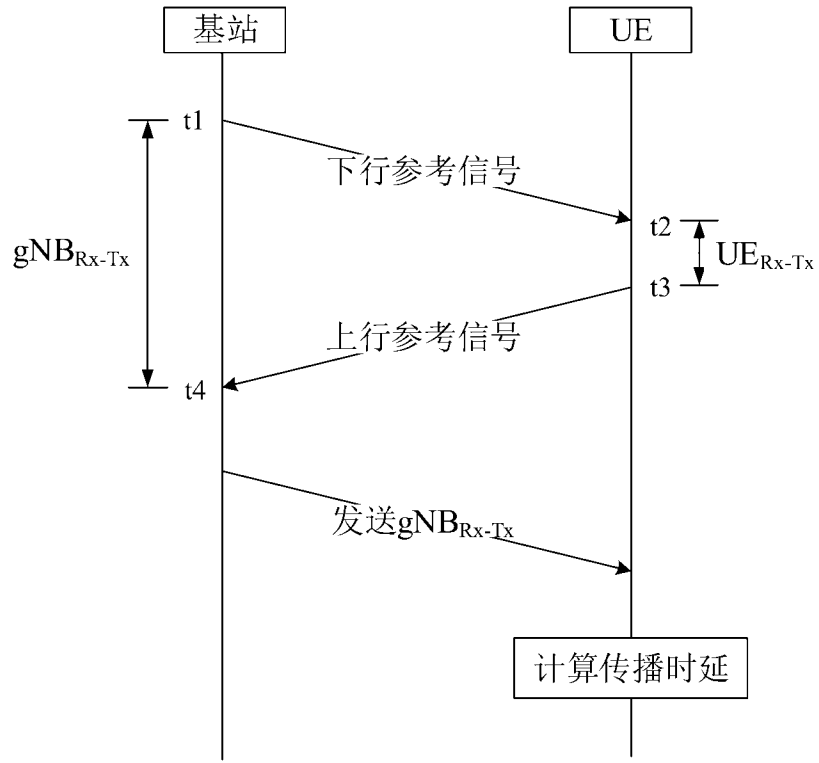 基站
UE
t1
下行参考信号
t2
gNBRx-Tx
UERx-Tx
t3
上行参考信号
t4
发送gNBRx-Tx
计算传播时延